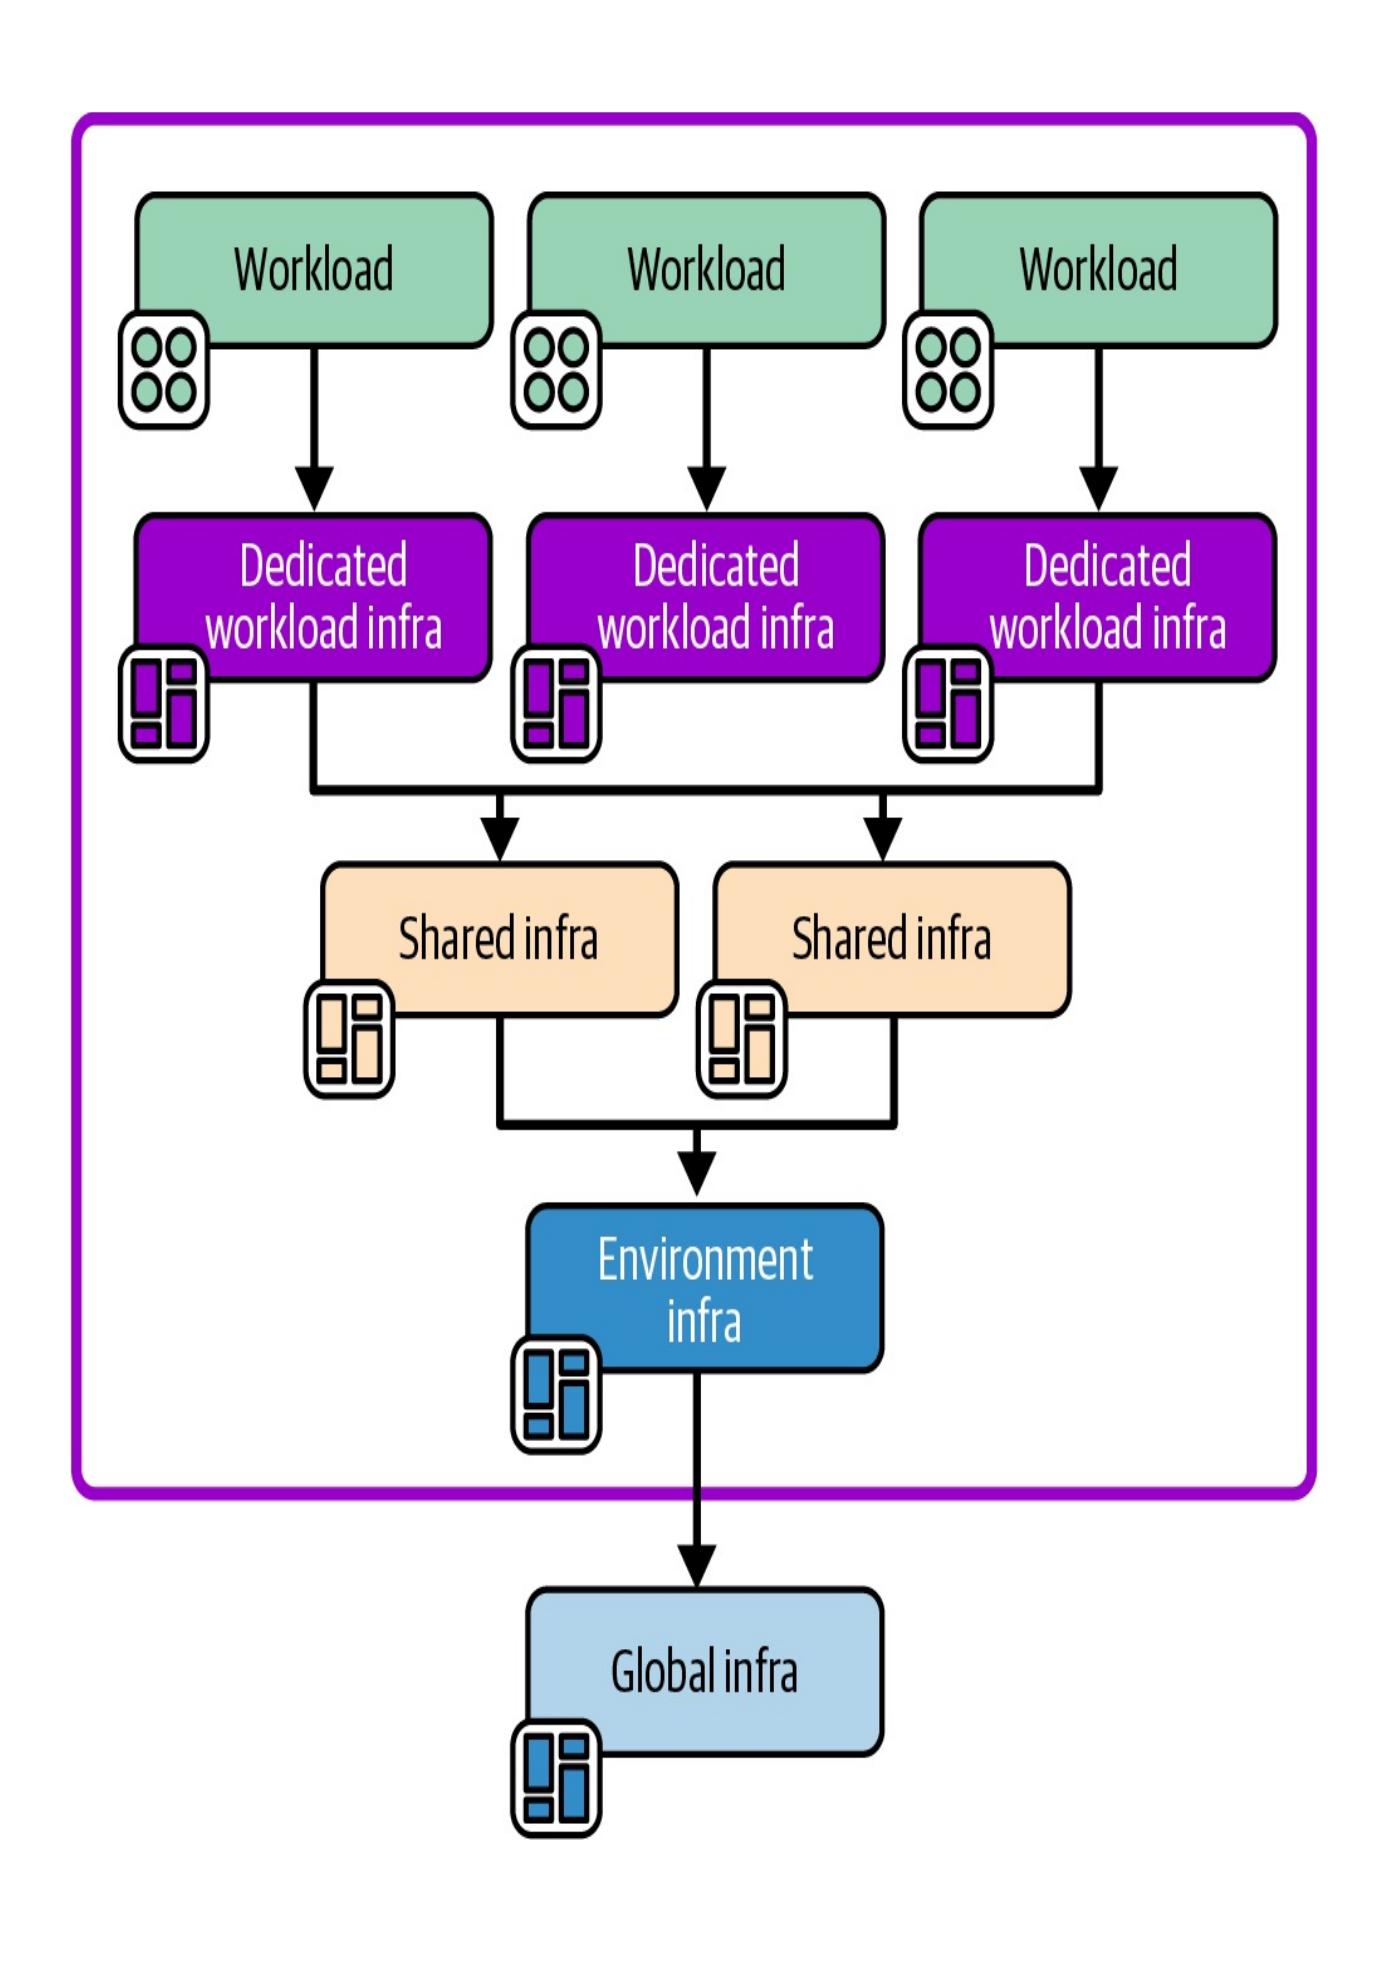 Workload
Workload
Workload
Dedicated
workload infra
Dedicated
workload infra
Dedicated
workload infra
Shared infra
Shared infra
Environment
infra
Global infra